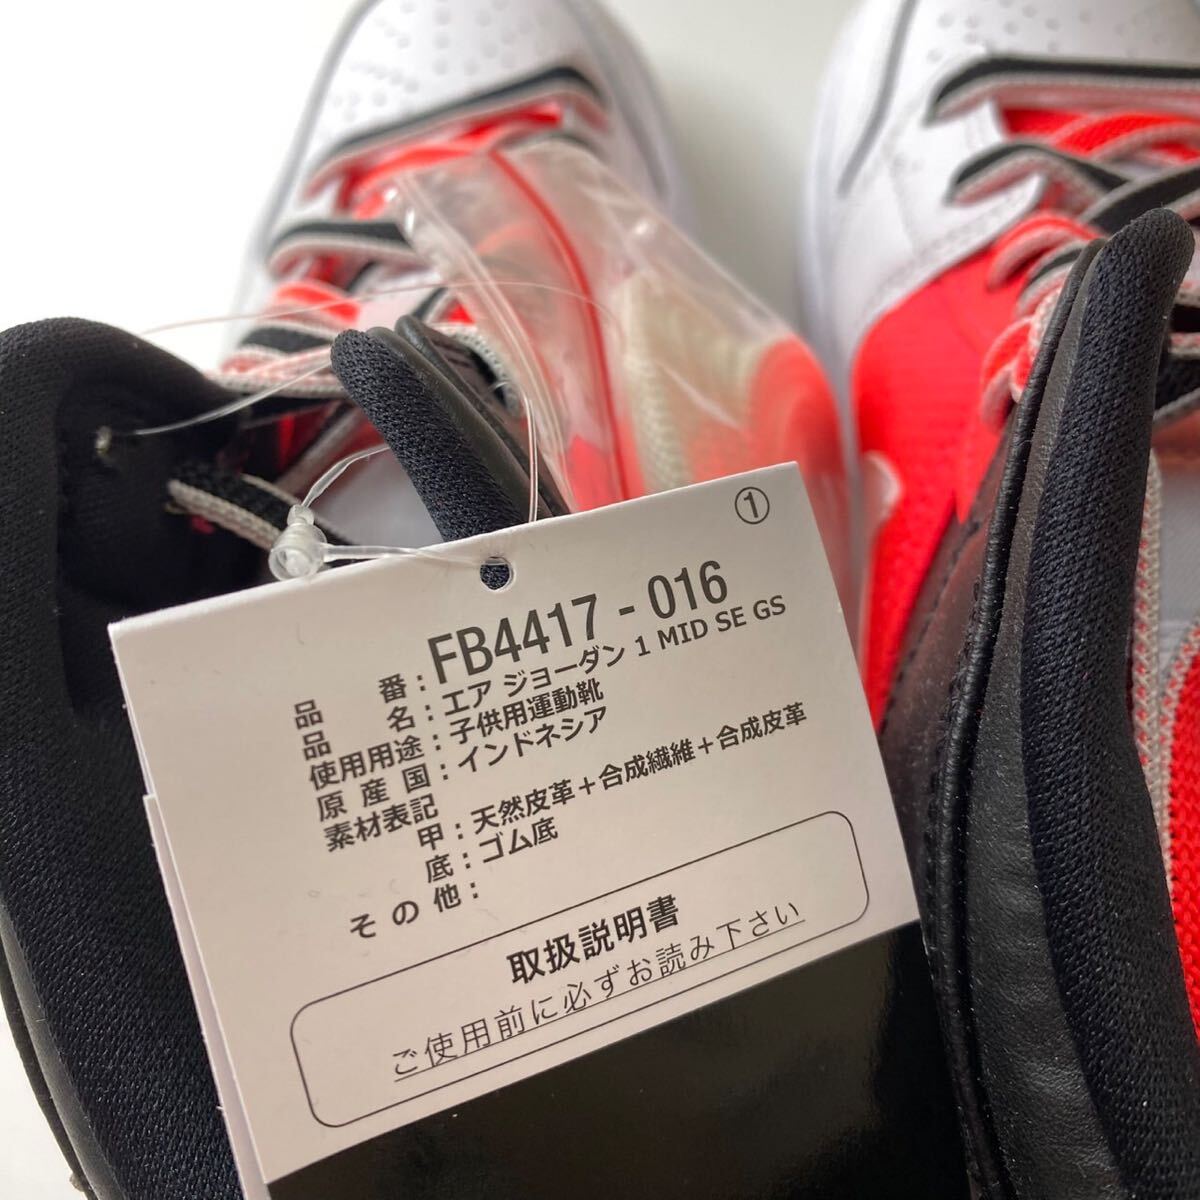 ①
品番：FB4417-016
品名：エア ジョーダン 1 MID SE GS
使用用途：子供用運動靴
原産国：インドネシア
素材表記
甲：天然皮革＋合成繊維＋合成皮革
底：ゴム底
その他：
取扱説明書
ご使用前に必ずお読み下さい